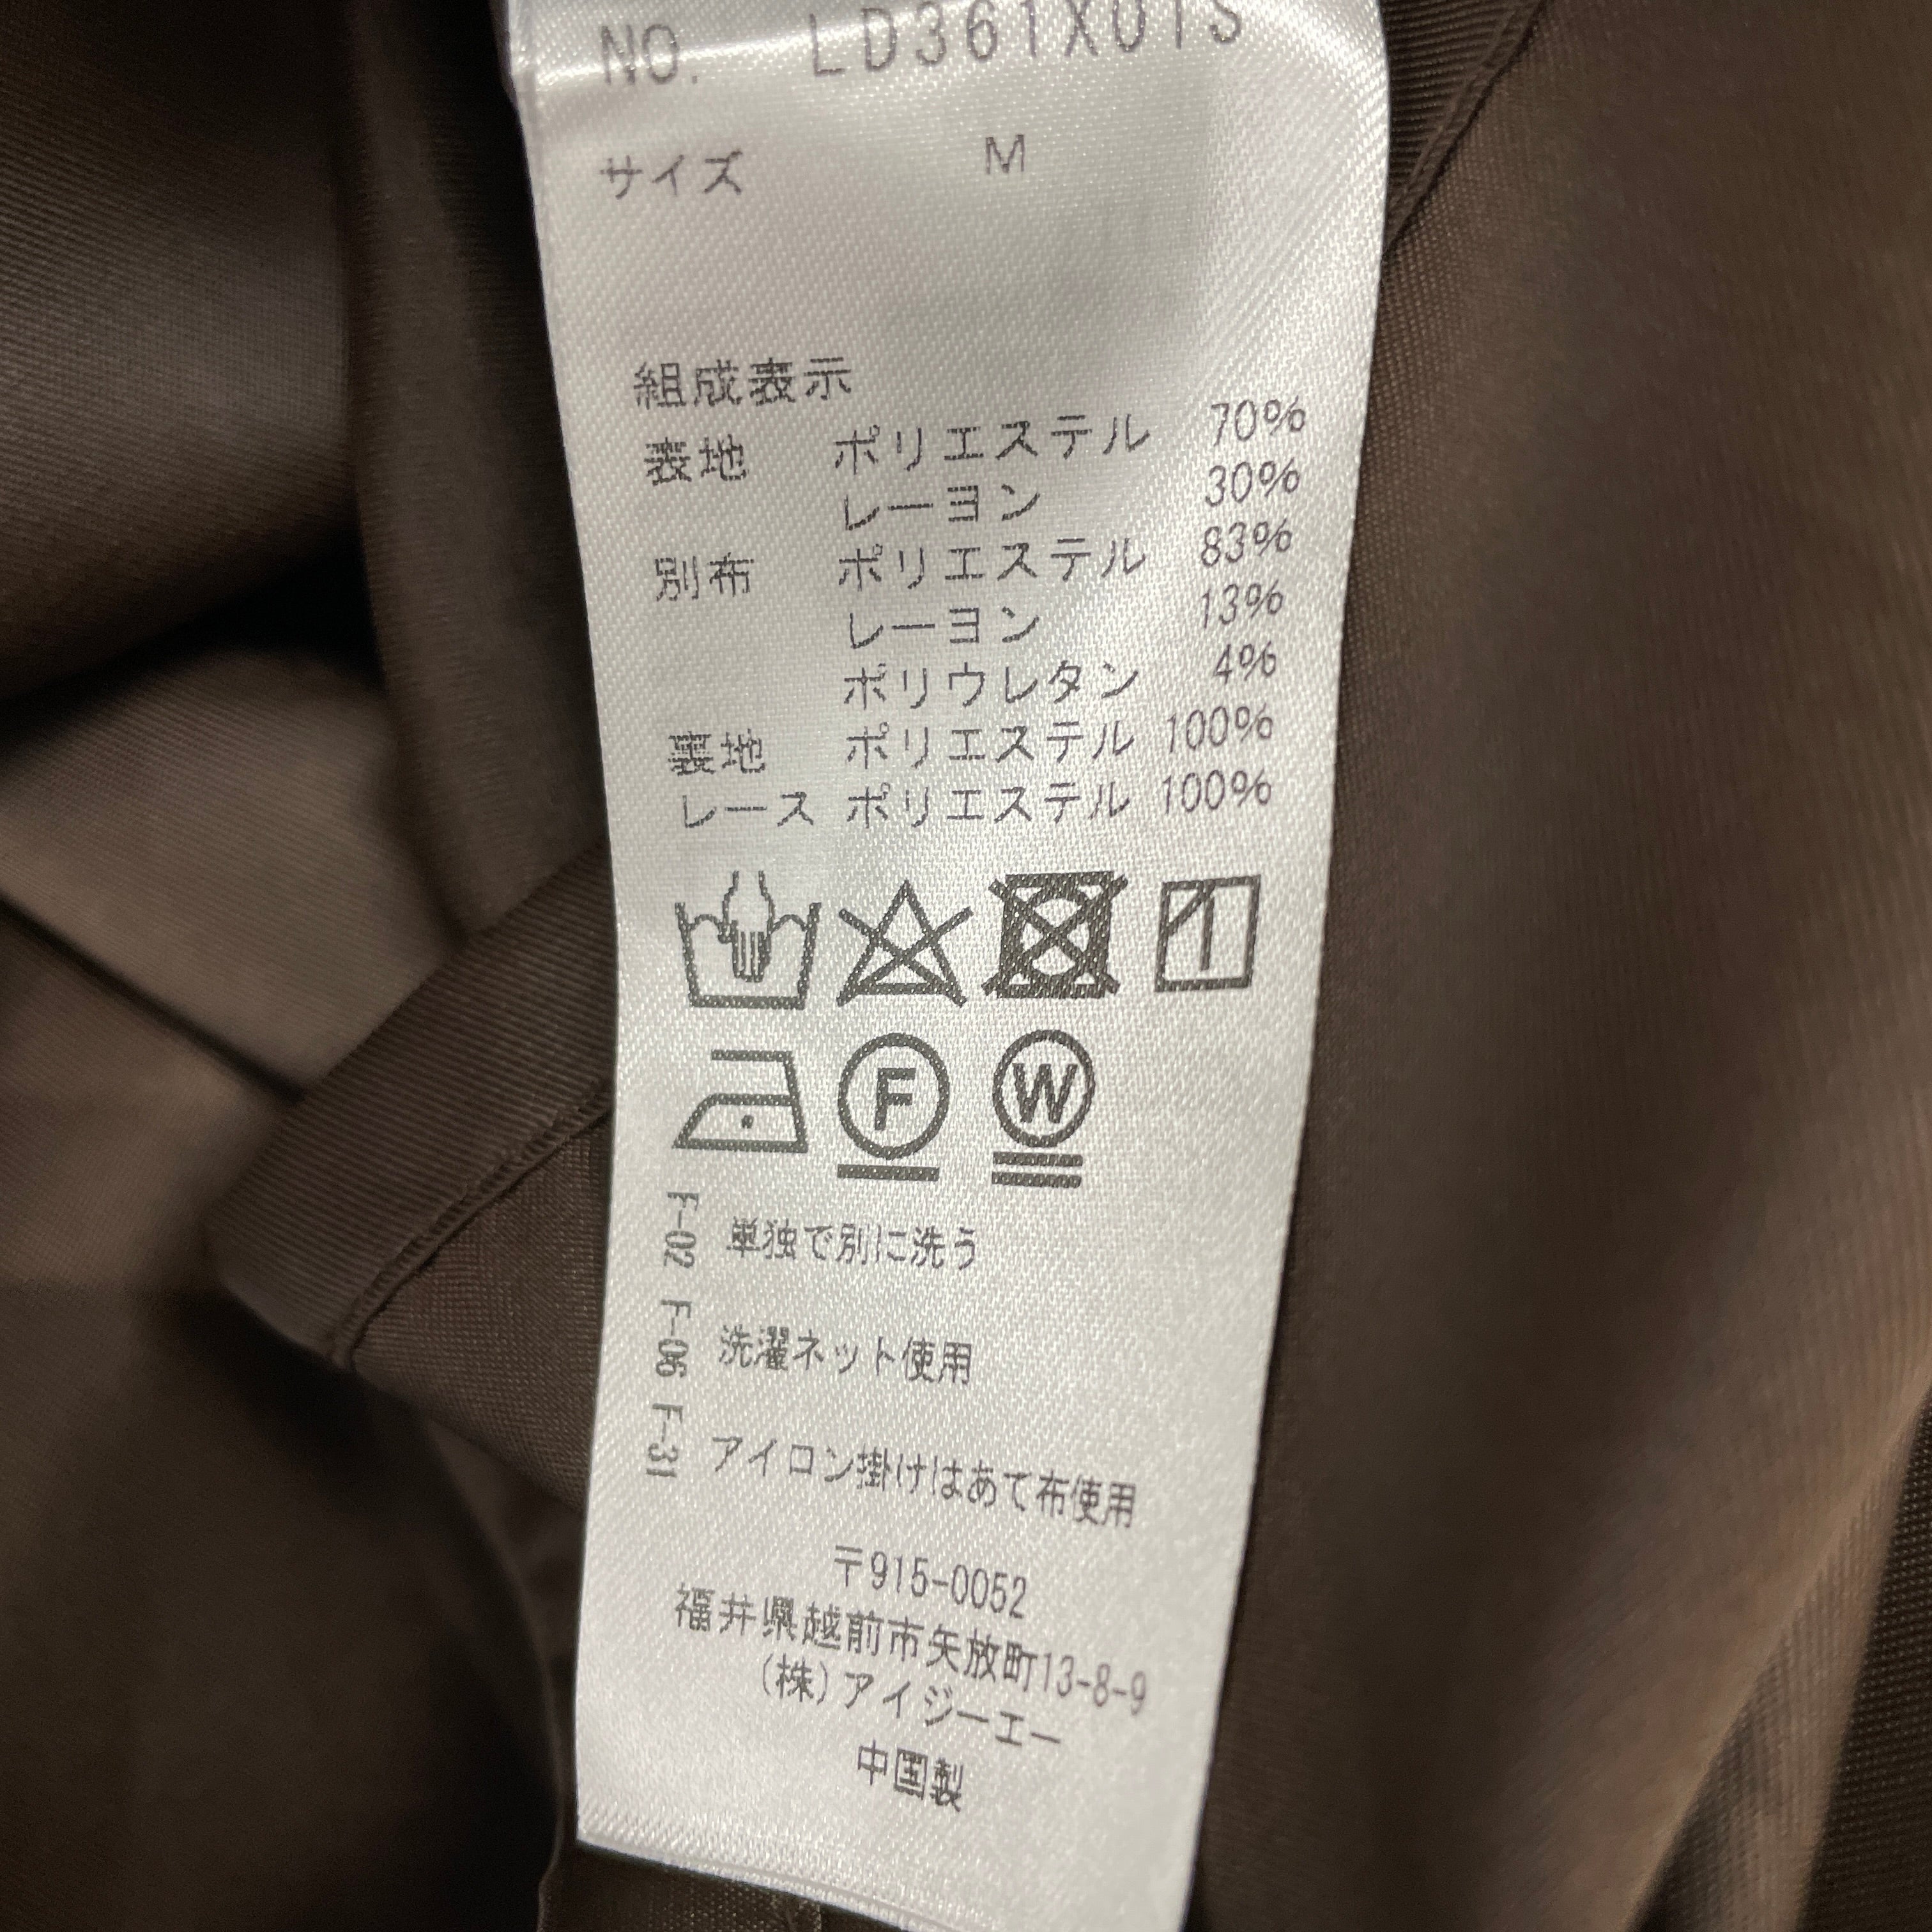 NO. LD361X01S
サイズ M
組成表示
表地 ポリエステル 70%
レーヨン 30%
別布 ポリエステル 83%
レーヨン 13%
ポリウレタン 4%
裏地 ポリエステル 100%
レース ポリエステル 100%
F
W
F-02 単独で別に洗う
F-06 洗濯ネット使用
F-31 アイロン掛けはあて布使用
〒915-0052
福井県越前市矢放町13-8-9
(株)アイジーエー
中国製